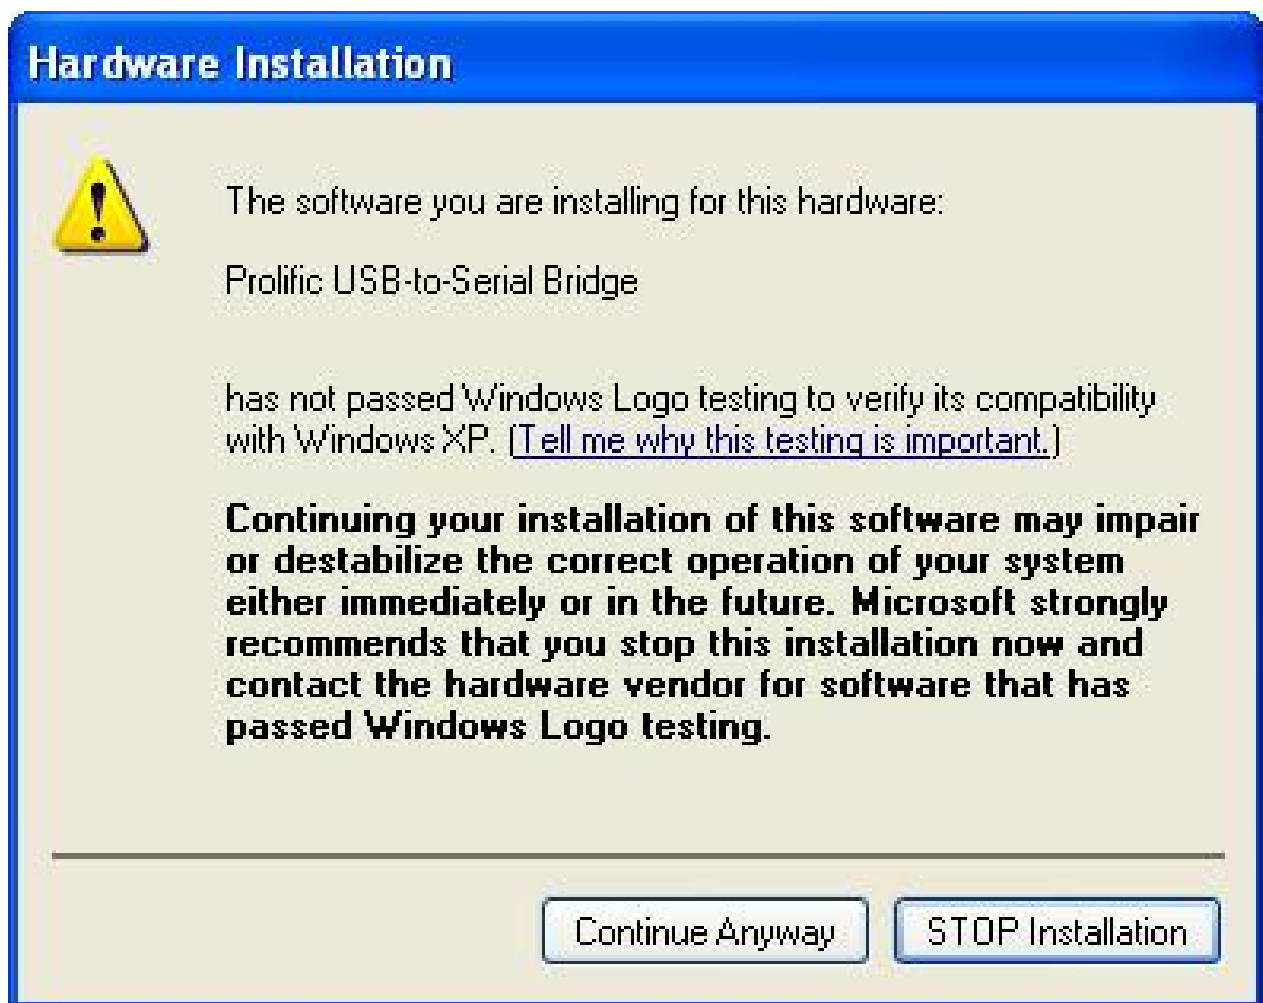 Hardware Installation
The software you are installing for this hardware:
Prolific USB-to-Serial Bridge
has not passed Windows Logo testing to verify its compatibility
with Windows XP. (Tell me why this testing is important.)
Continuing your installation of this software may impair
or destabilize the correct operation of your system
either immediately or in the future. Microsoft strongly
recommends that you stop this installation now and
contact the hardware vendor for software that has
passed Windows Logo testing.
Continue Anyway
STOP Installation